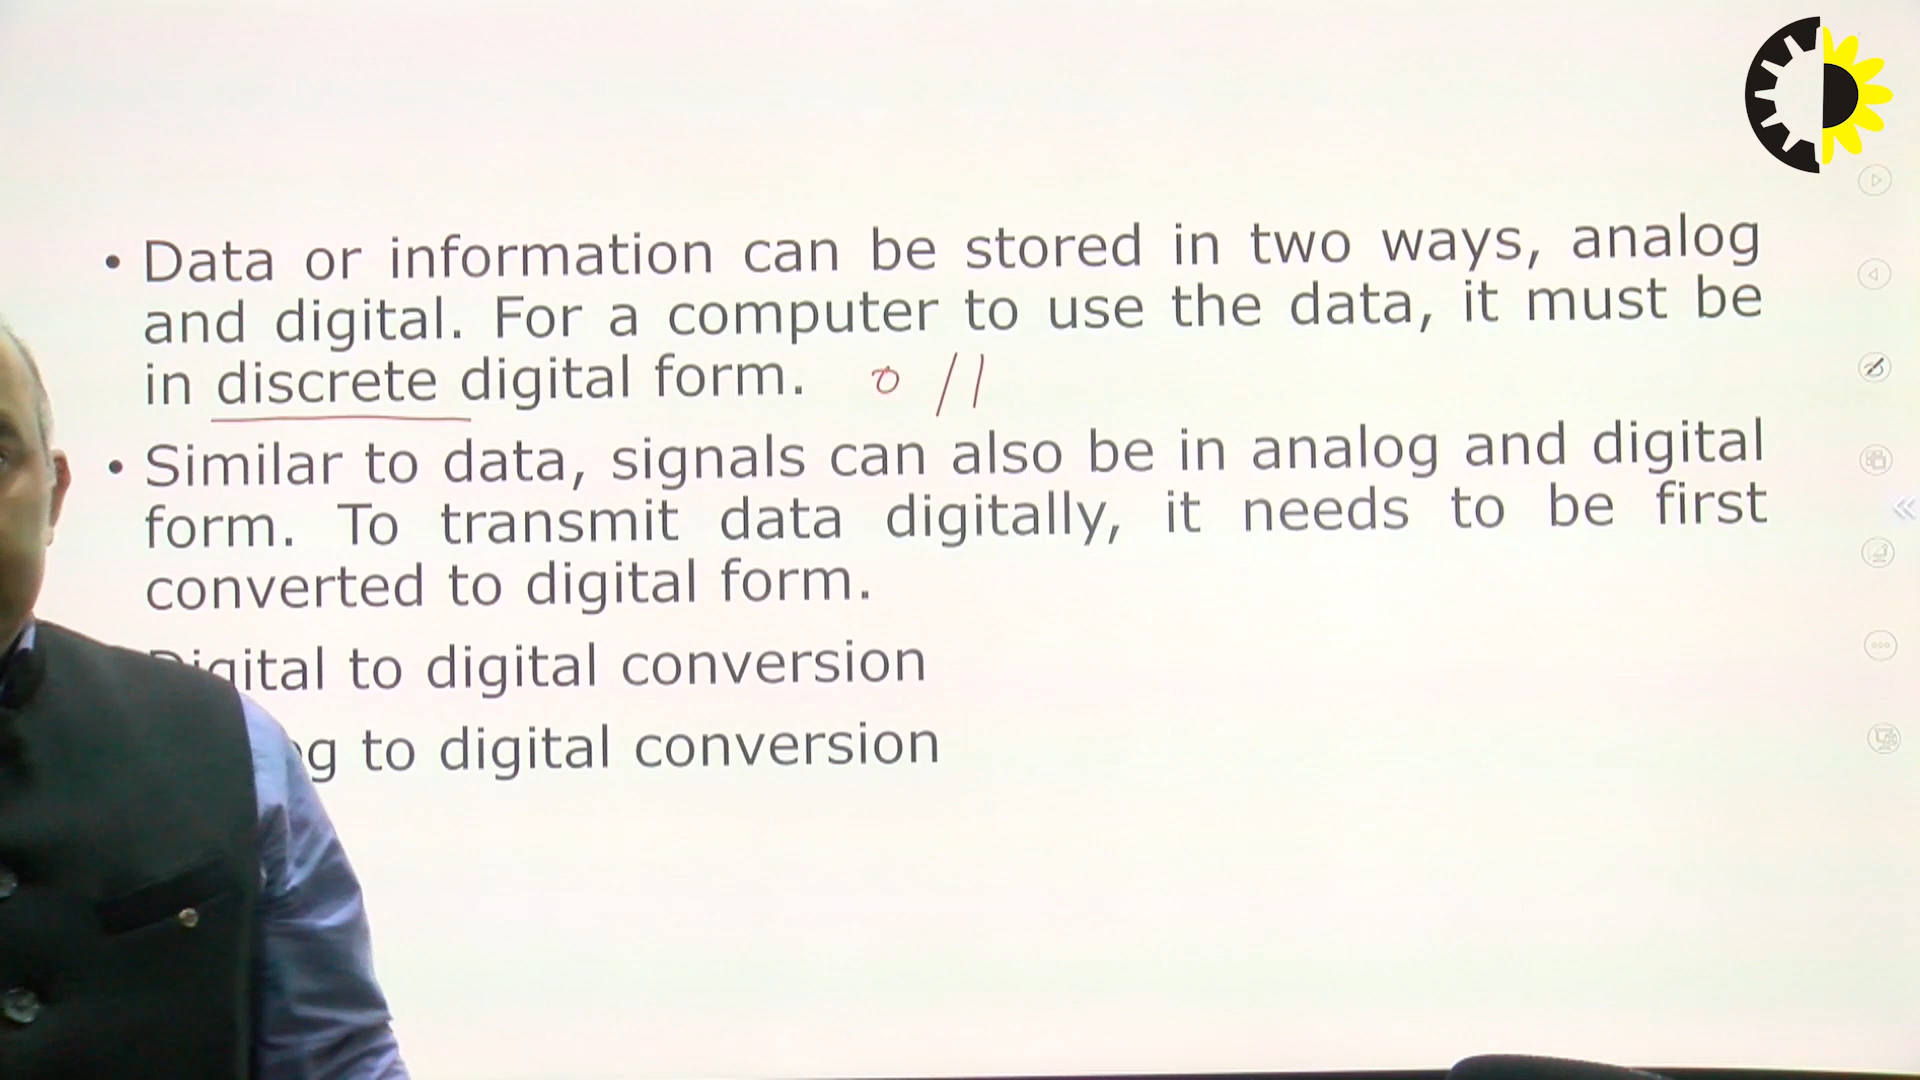 • Data or information can be stored in two ways, analog
and digital. For a computer to use the data, it must be
in discrete digital form. 0 / 1
• Similar to data, signals can also be in analog and digital
form. To transmit data digitally, it needs to be first
converted to digital form.
Digital to digital conversion
to digital conversion